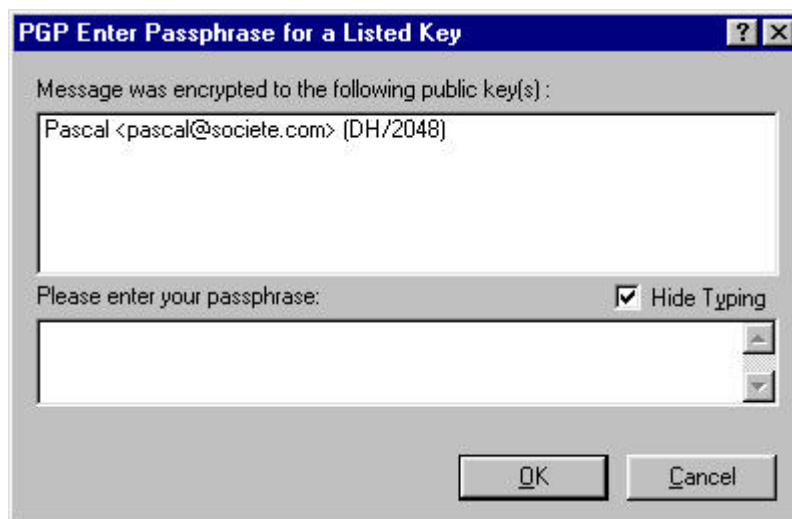 PGP Enter Passphrase for a Listed Key
Message was encrypted to the following public key(s) :
Pascal <pascal@societe.com> (DH/2048)
Please enter your passphrase:
Hide Typing
OK
Cancel